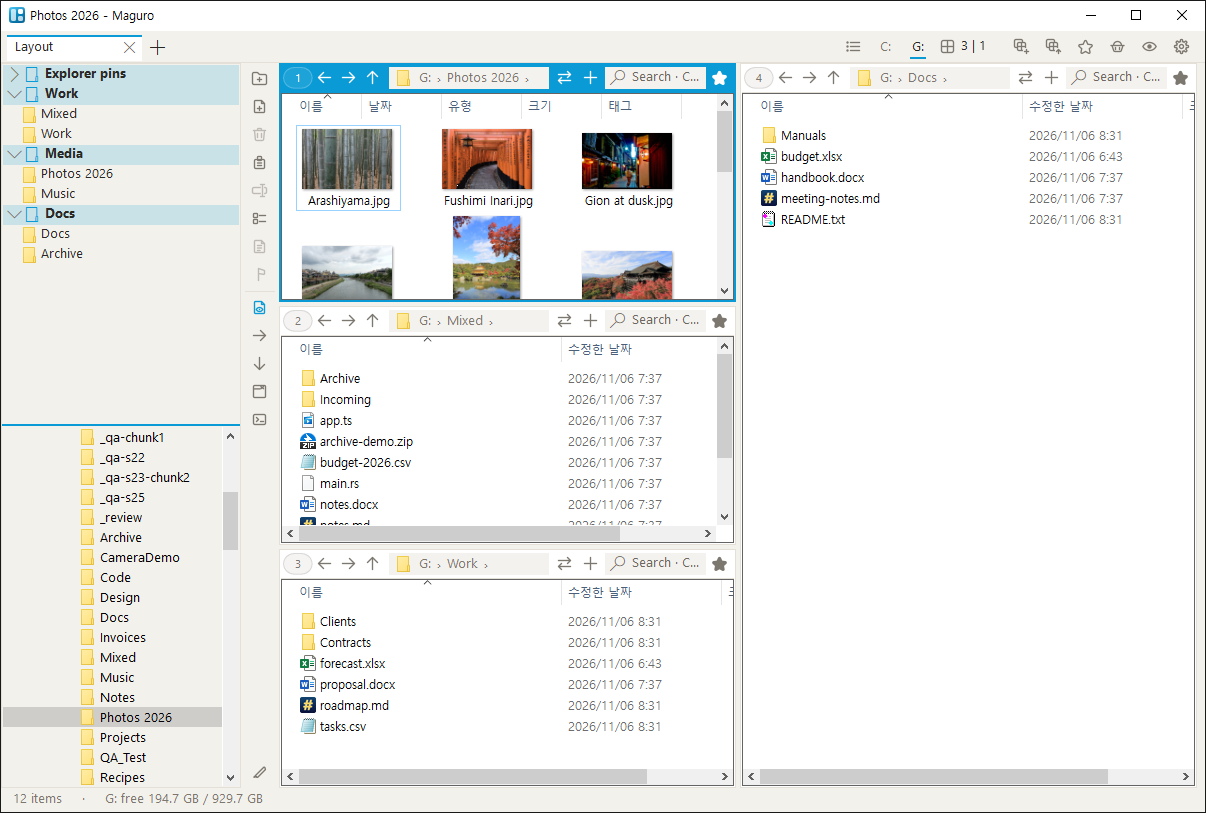 Photos 2026 - Maguro
Layout
C: G: 3 | 1
Explorer pins
Work
Mixed
Work
Media
Photos 2026
Music
Docs
Docs
Archive
_qa-chunk1
_qa-s22
_qa-s23-chunk2
_qa-s25
_review
Archive
CameraDemo
Code
Design
Docs
Invoices
Mixed
Music
Notes
Photos 2026
Projects
QA_Test
Recipes
1 G: › Photos 2026 › Search · C...
이름 날짜 유형 크기 태그
Arashiyama.jpg Fushimi Inari.jpg Gion at dusk.jpg
2 G: › Mixed › Search · C...
이름 수정한 날짜
Archive 2026/11/06 7:37
Incoming 2026/11/06 7:37
app.ts 2026/11/06 7:37
archive-demo.zip 2026/11/06 7:37
budget-2026.csv 2026/11/06 7:37
main.rs 2026/11/06 7:37
notes.docx 2026/11/06 7:37
notes.md 2026/11/06 7:37
3 G: › Work › Search · C...
이름 수정한 날짜
Clients 2026/11/06 8:31
Contracts 2026/11/06 8:31
forecast.xlsx 2026/11/06 6:43
proposal.docx 2026/11/06 7:37
roadmap.md 2026/11/06 8:31
tasks.csv 2026/11/06 8:31
4 G: › Docs › Search · C...
이름 수정한 날짜
Manuals 2026/11/06 8:31
budget.xlsx 2026/11/06 6:43
handbook.docx 2026/11/06 7:37
meeting-notes.md 2026/11/06 7:37
README.txt 2026/11/06 8:31
12 items · G: free 194.7 GB / 929.7 GB